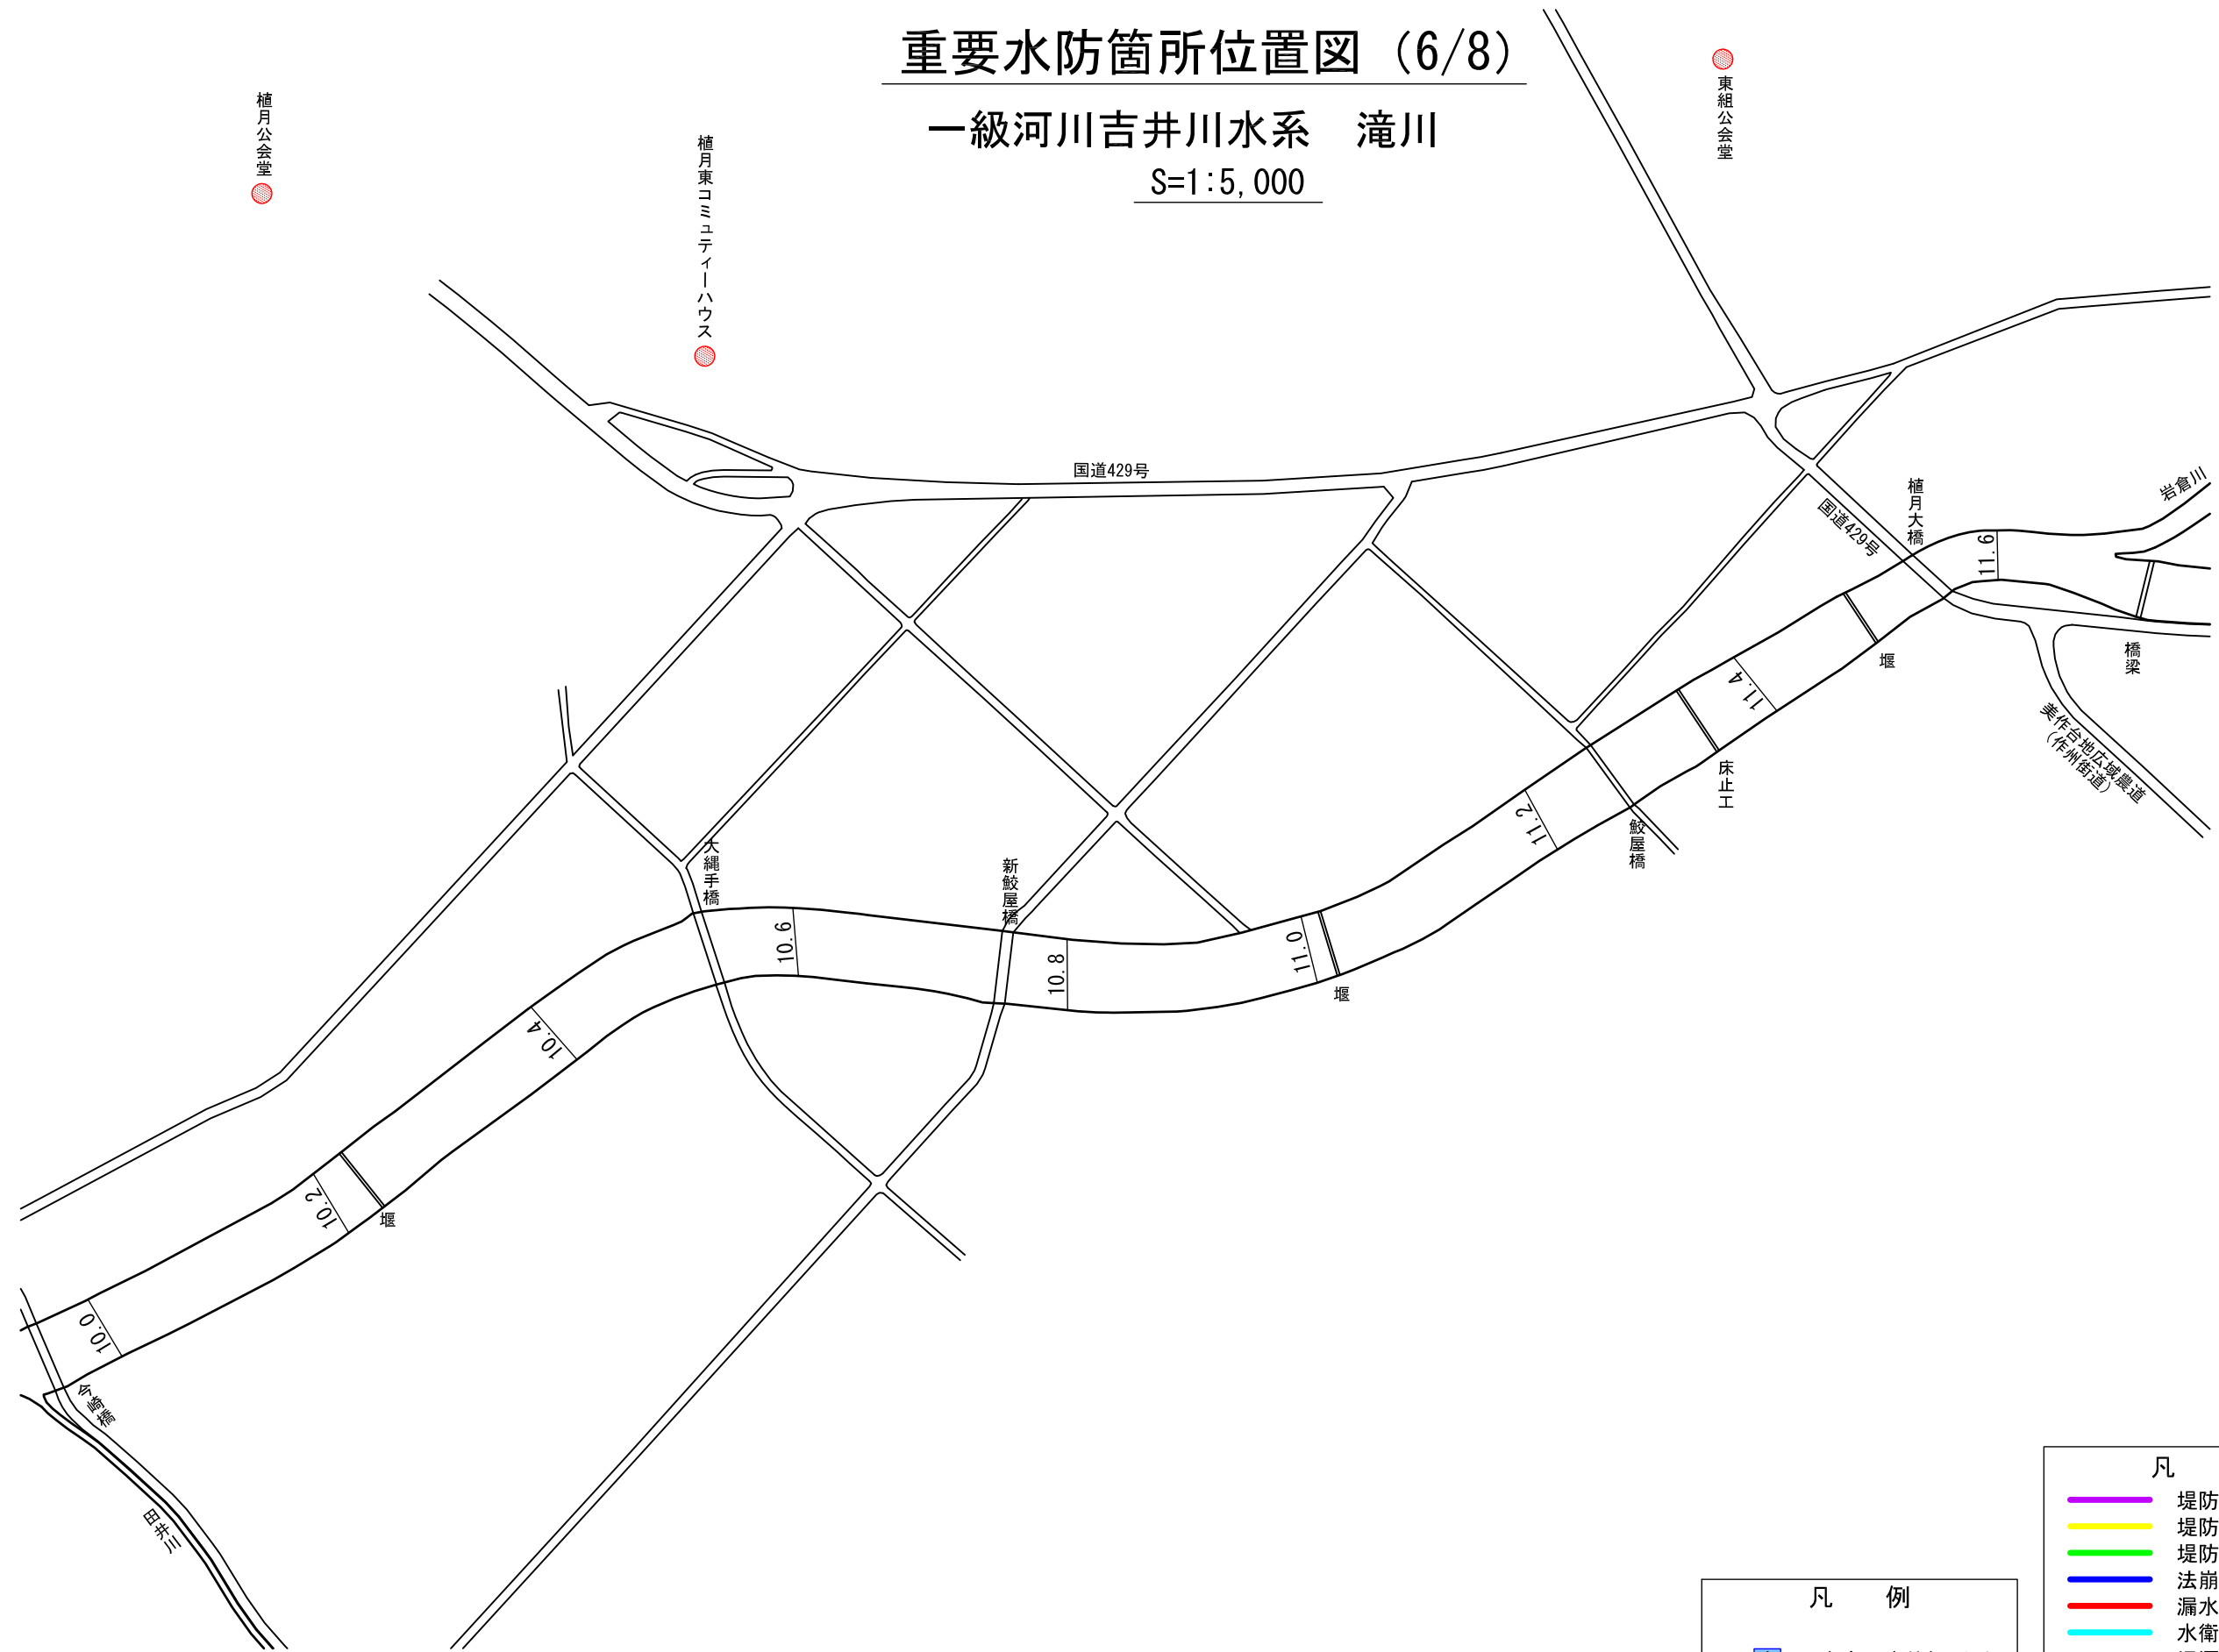 重要水防箇所位置図（6/8）
一級河川吉井川水系　滝川
S=1:5,000
植月公会堂
植月東コミュティーハウス
東組公会堂
国道429号
国道429号
植月大橋
岩倉川
11.6
橋梁
堰
11.4
美作台地広域農道
（作州街道）
床止工
11.2
鮫屋橋
大縄手橋
新鮫屋橋
10.6
10.8
11.0
堰
10.4
10.2
堰
10.0
今崎橋
田井川
凡　例
凡
堤防
堤防
堤防
法崩
漏水
水衝